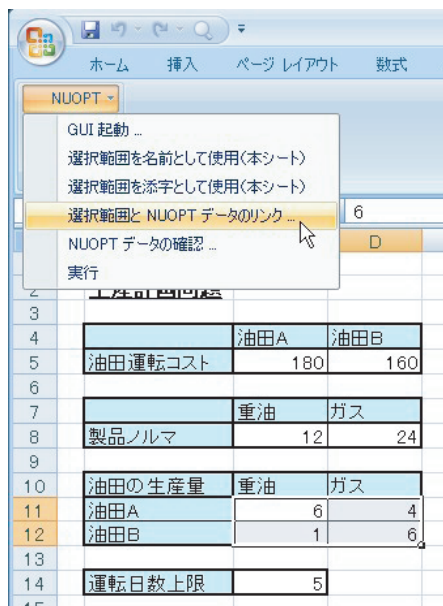 ホーム 挿入 ページ レイアウト 数式
NUOPT
GUI 起動 ...
選択範囲を名前として使用(本シート)
選択範囲を添字として使用(本シート)
選択範囲と NUOPT データのリンク ...
6
NUOPT データの確認 ...
D
実行
2 生産計画問題
3
4 油田A 油田B
5 油田運転コスト 180 160
6
7 重油 ガス
8 製品ノルマ 12 24
9
10 油田の生産量 重油 ガス
11 油田A 6 4
12 油田B 1 6
13
14 運転日数上限 5